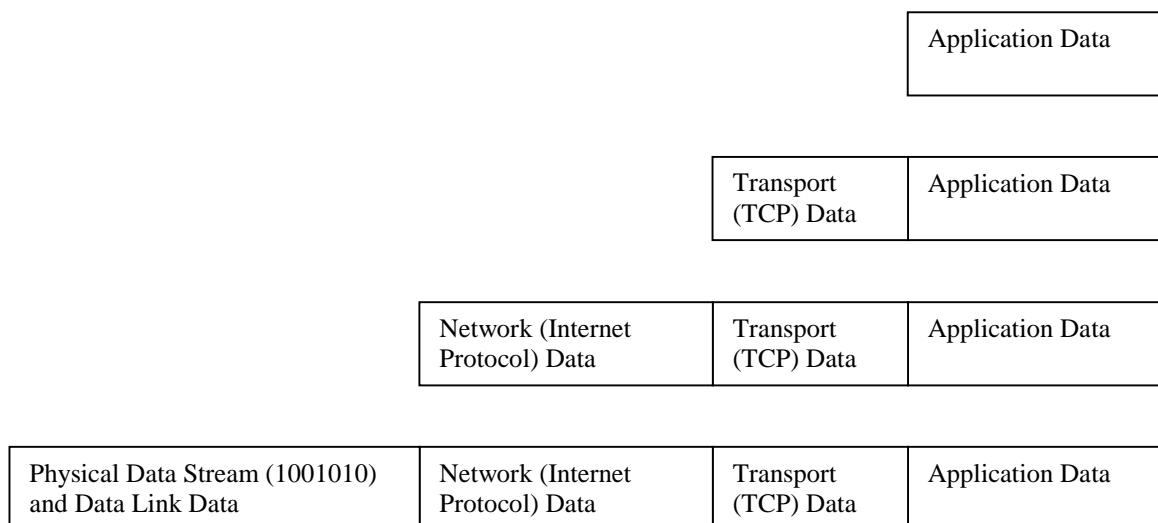 Application Data
Transport
(TCP) Data
Application Data
Network (Internet
Protocol) Data
Transport
(TCP) Data
Application Data
Physical Data Stream (1001010)
and Data Link Data
Network (Internet
Protocol) Data
Transport
(TCP) Data
Application Data